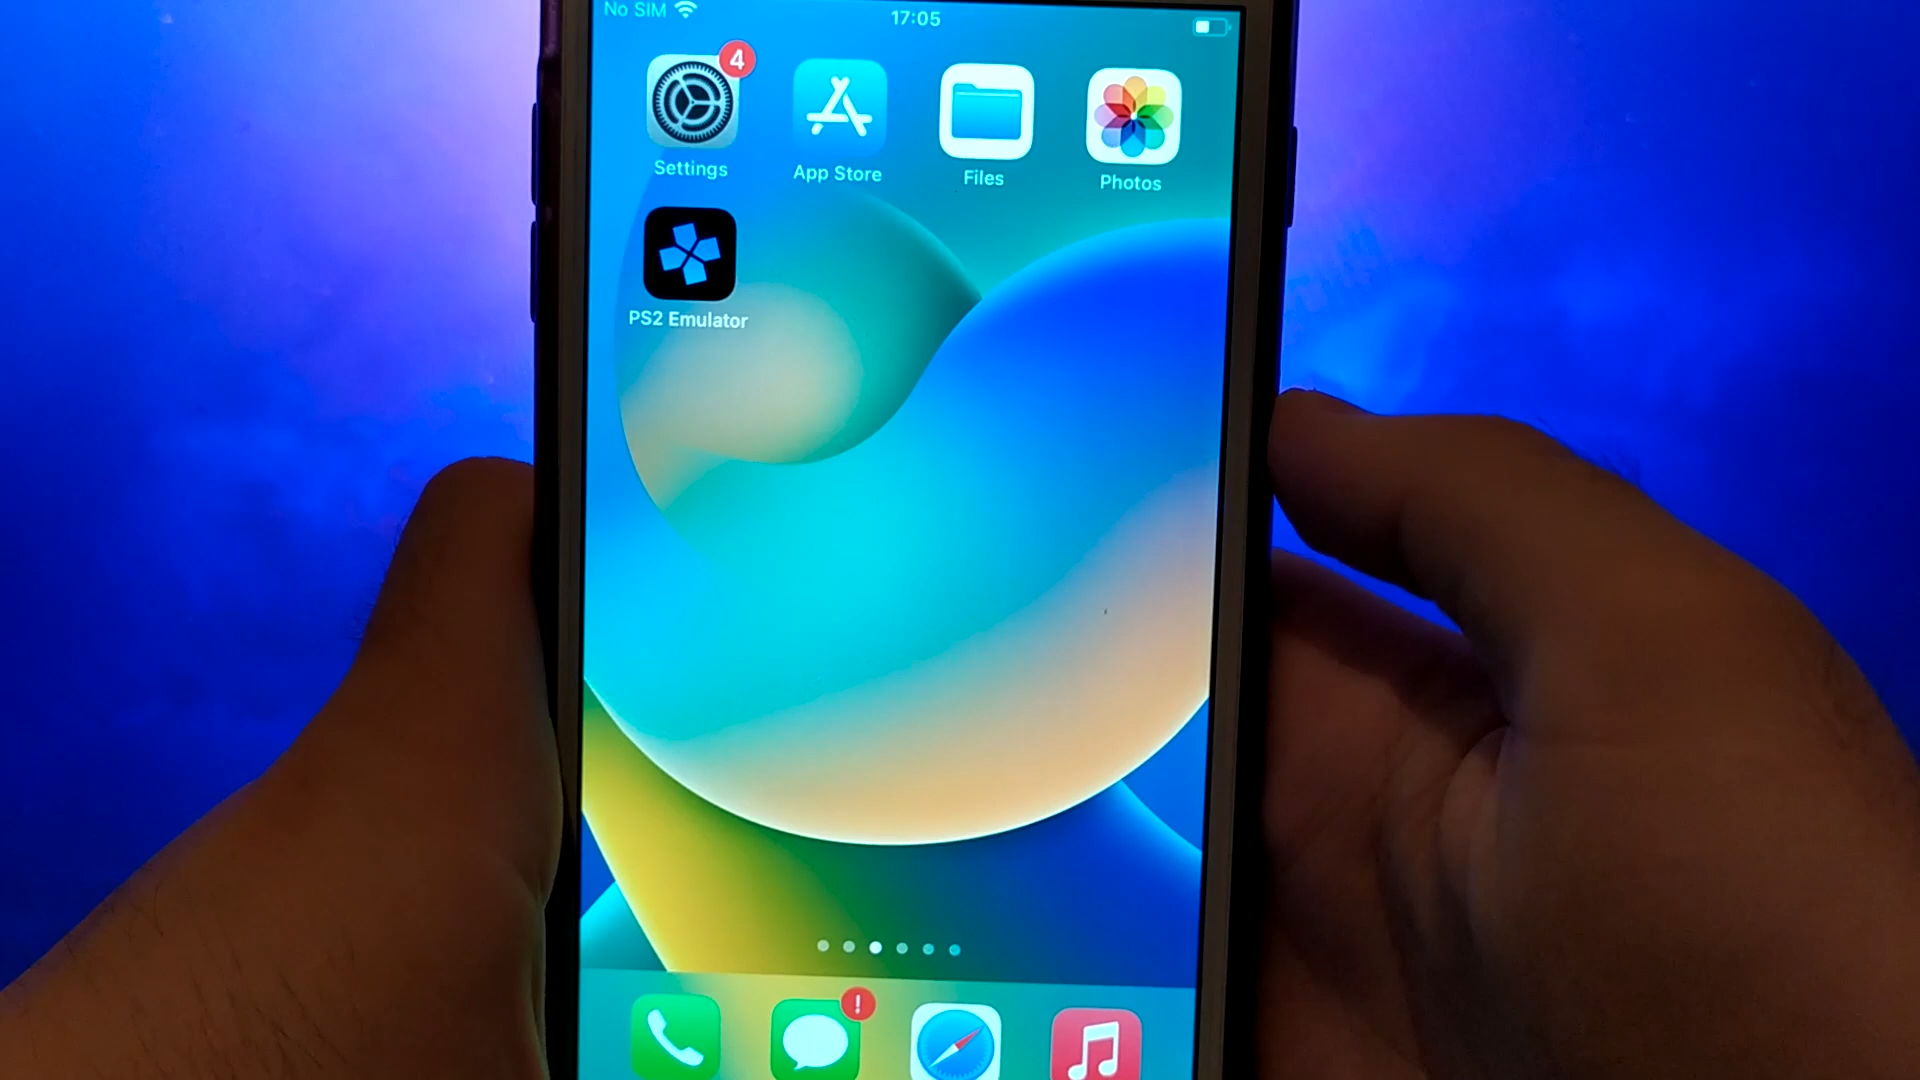 No SIM
17:05
4
Settings
App Store
Files
Photos
PS2 Emulator
!